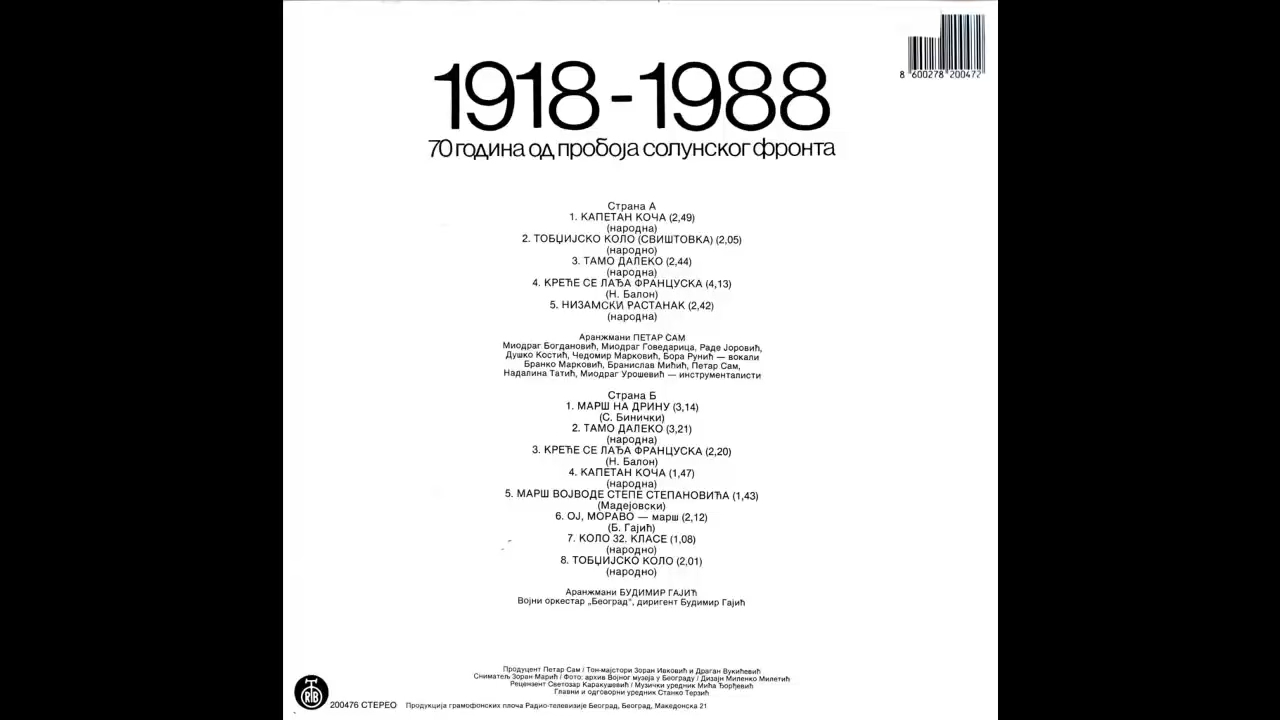 8 600278 200472
1918-1988
70 година од пробоја солунског фронта
Страна А
1. КАПЕТАН КОЧА (2,49)
(народна)
2. ТОБЏИЈСКО КОЛО (СВИШТОВКА) (2,05)
(народно)
3. ТАМО ДАЛЕКО (2,44)
(народна)
4. КРЕЋЕ СЕ ЛАЂА ФРАНЦУСКА (4,13)
(Н. Балон)
5. НИЗАМСКИ РАСТАНАК (2,42)
(народна)
Аранжмани ПЕТАР САМ
Миодраг Богдановић, Миодраг Говедарица, Раде Јоровић,
Душко Костић, Чедомир Марковић, Бора Рунић — вокали
Бранко Марковић, Бранислав Мићић, Петар Сам,
Надалина Татић, Миодраг Урошевић — инструменталисти
Страна Б
1. МАРШ НА ДРИНУ (3,14)
(С. Бинички)
2. ТАМО ДАЛЕКО (3,21)
(народна)
3. КРЕЋЕ СЕ ЛАЂА ФРАНЦУСКА (2,20)
(Н. Балон)
4. КАПЕТАН КОЧА (1,47)
(народна)
5. МАРШ ВОЈВОДЕ СТЕПЕ СТЕПАНОВИЋА (1,43)
(Мадејовски)
6. ОЈ, МОРАВО — марш (2,12)
(Б. Гајић)
7. КОЛО 32. КЛАСЕ (1,08)
(народно)
8. ТОБЏИЈСКО КОЛО (2,01)
(народно)
Аранжмани БУДИМИР ГАЈИЋ
Војни оркестар „Београд“, диригент Будимир Гајић
Продуцент Петар Сам / Тон-мајстори Зоран Ивковић и Драган Вукићевић
Сниматељ Зоран Марић / Фото: архив Војног музеја у Београду / Дизајн Миленко Милетић
Рецензент Светозар Каракушевић / Музички уредник Мића Ђорђевић
Главни и одговорни уредник Станко Терзић
RTB
200476 СТЕРЕО Продукција грамофонских плоча Радио-телевизије Београд, Београд, Македонска 21